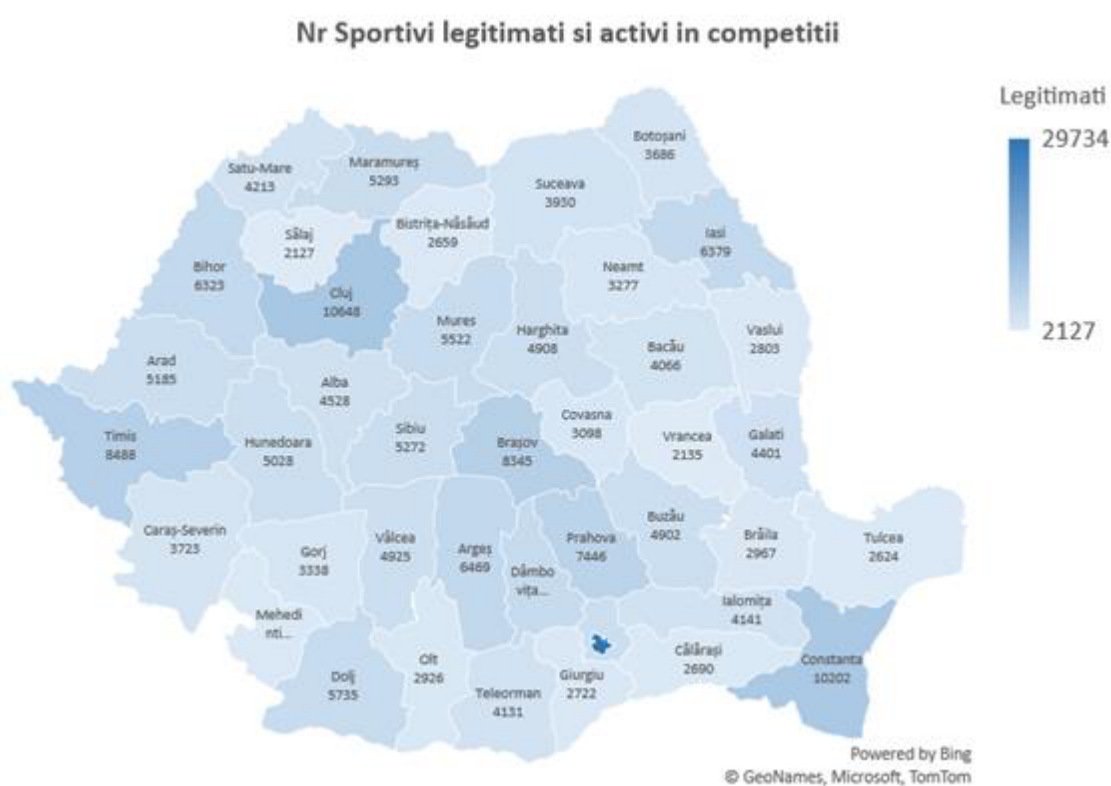 Nr Sportivi legitimati si activi in competitii
Legitimati
29734
2127
Botoșani
3686
Satu-Mare
4213
Maramureș
5293
Suceava
3930
Iasi
6379
Bistrița-Năsăud
2659
Sălaj
2127
Bihor
6323
Cluj
10648
Neamt
3277
Mures
5522
Harghita
4908
Bacău
4066
Vaslui
2803
Arad
5185
Alba
4528
Timis
8488
Hunedoara
5028
Sibiu
5272
Brașov
8345
Covasna
3098
Vrancea
2135
Galati
4401
Caraș-Severin
3723
Gorj
3338
Vâlcea
4925
Argeș
6469
Dâmbo
vița...
Prahova
7446
Buzău
4902
Brăila
2967
Tulcea
2624
Mehedi
nti...
Ialomița
4141
Călărași
2690
Constanta
10202
Dolj
5735
Olt
2926
Teleorman
4131
Giurgiu
2722
Powered by Bing
© GeoNames, Microsoft, TomTom